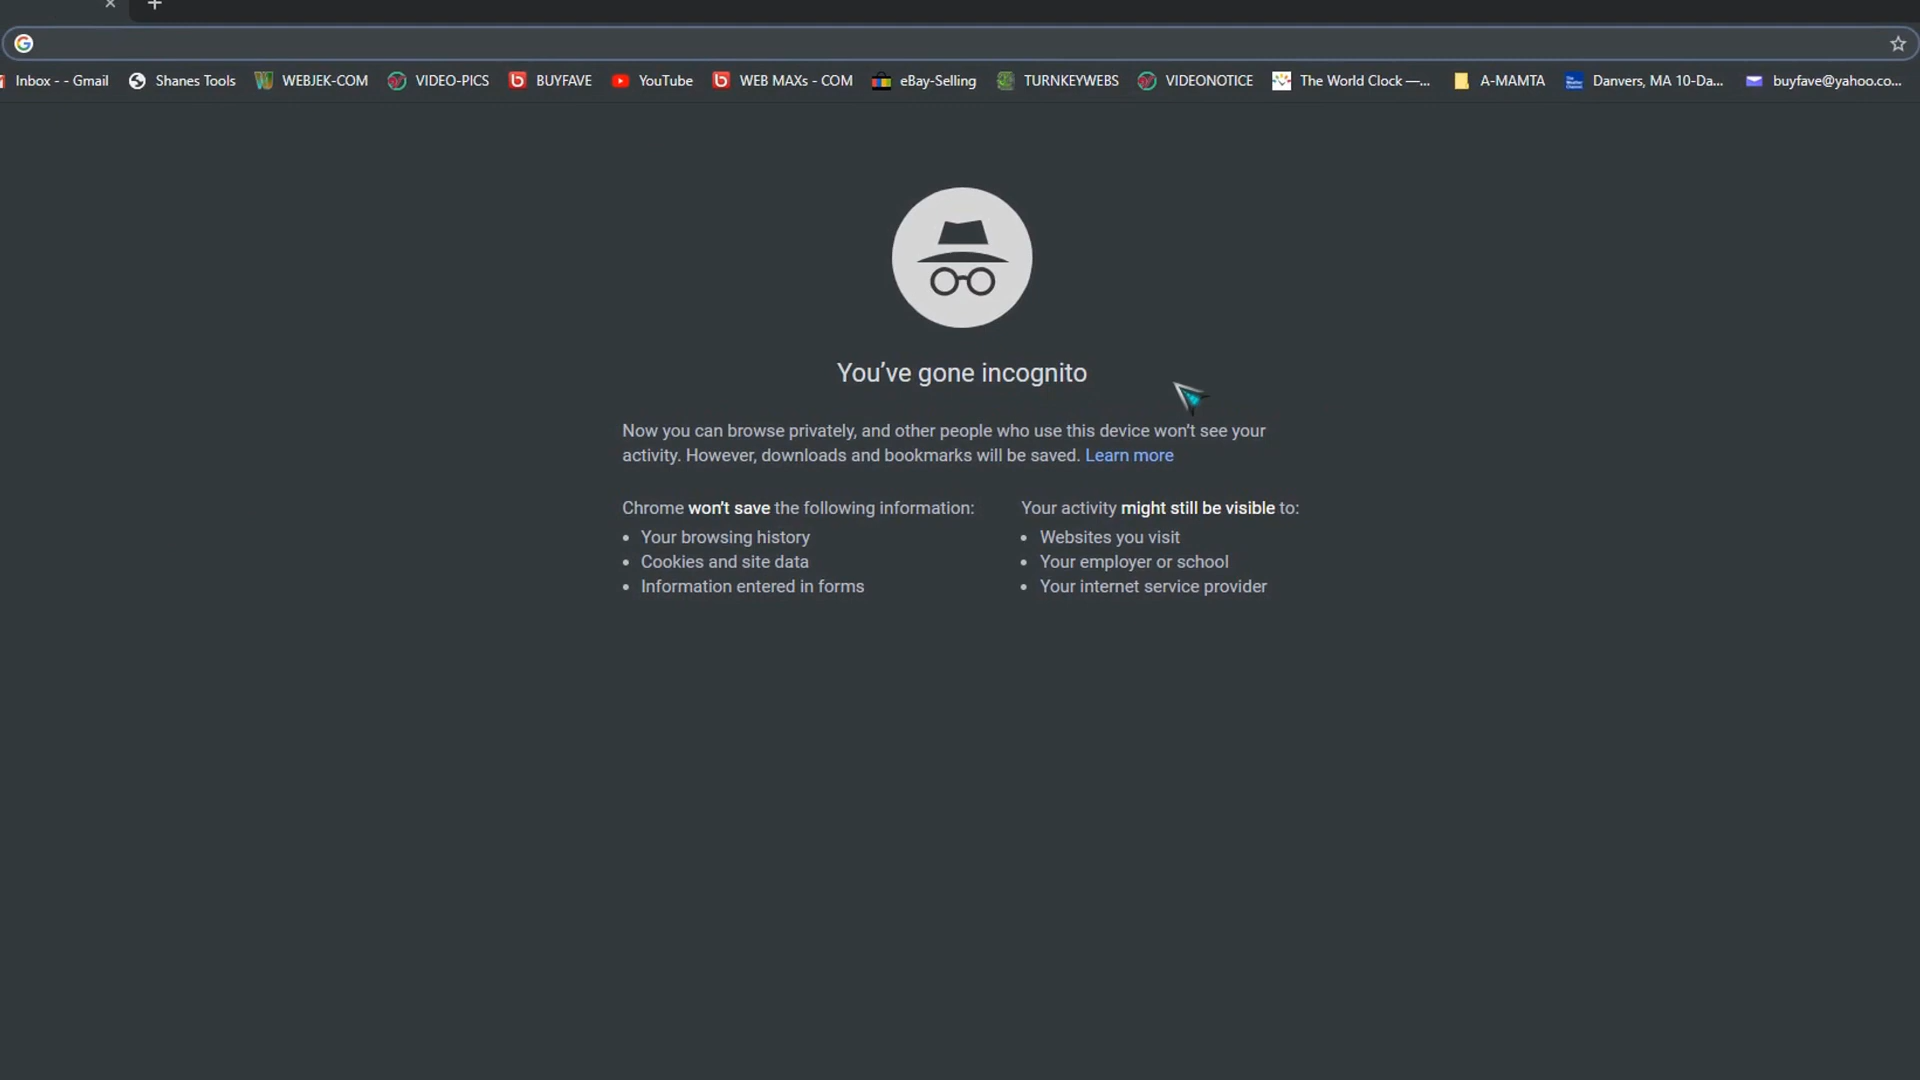 Inbox - - Gmail Shanes Tools WEBJEK-COM VIDEO-PICS BUYFAVE YouTube WEB MAXs - COM eBay-Selling TURNKEYWEBS VIDEONOTICE The World Clock —... A-MAMTA Danvers, MA 10-Da... buyfave@yahoo.co...
You've gone incognito
Now you can browse privately, and other people who use this device won't see your
activity. However, downloads and bookmarks will be saved. Learn more
Chrome won't save the following information:
• Your browsing history
• Cookies and site data
• Information entered in forms
Your activity might still be visible to:
• Websites you visit
• Your employer or school
• Your internet service provider